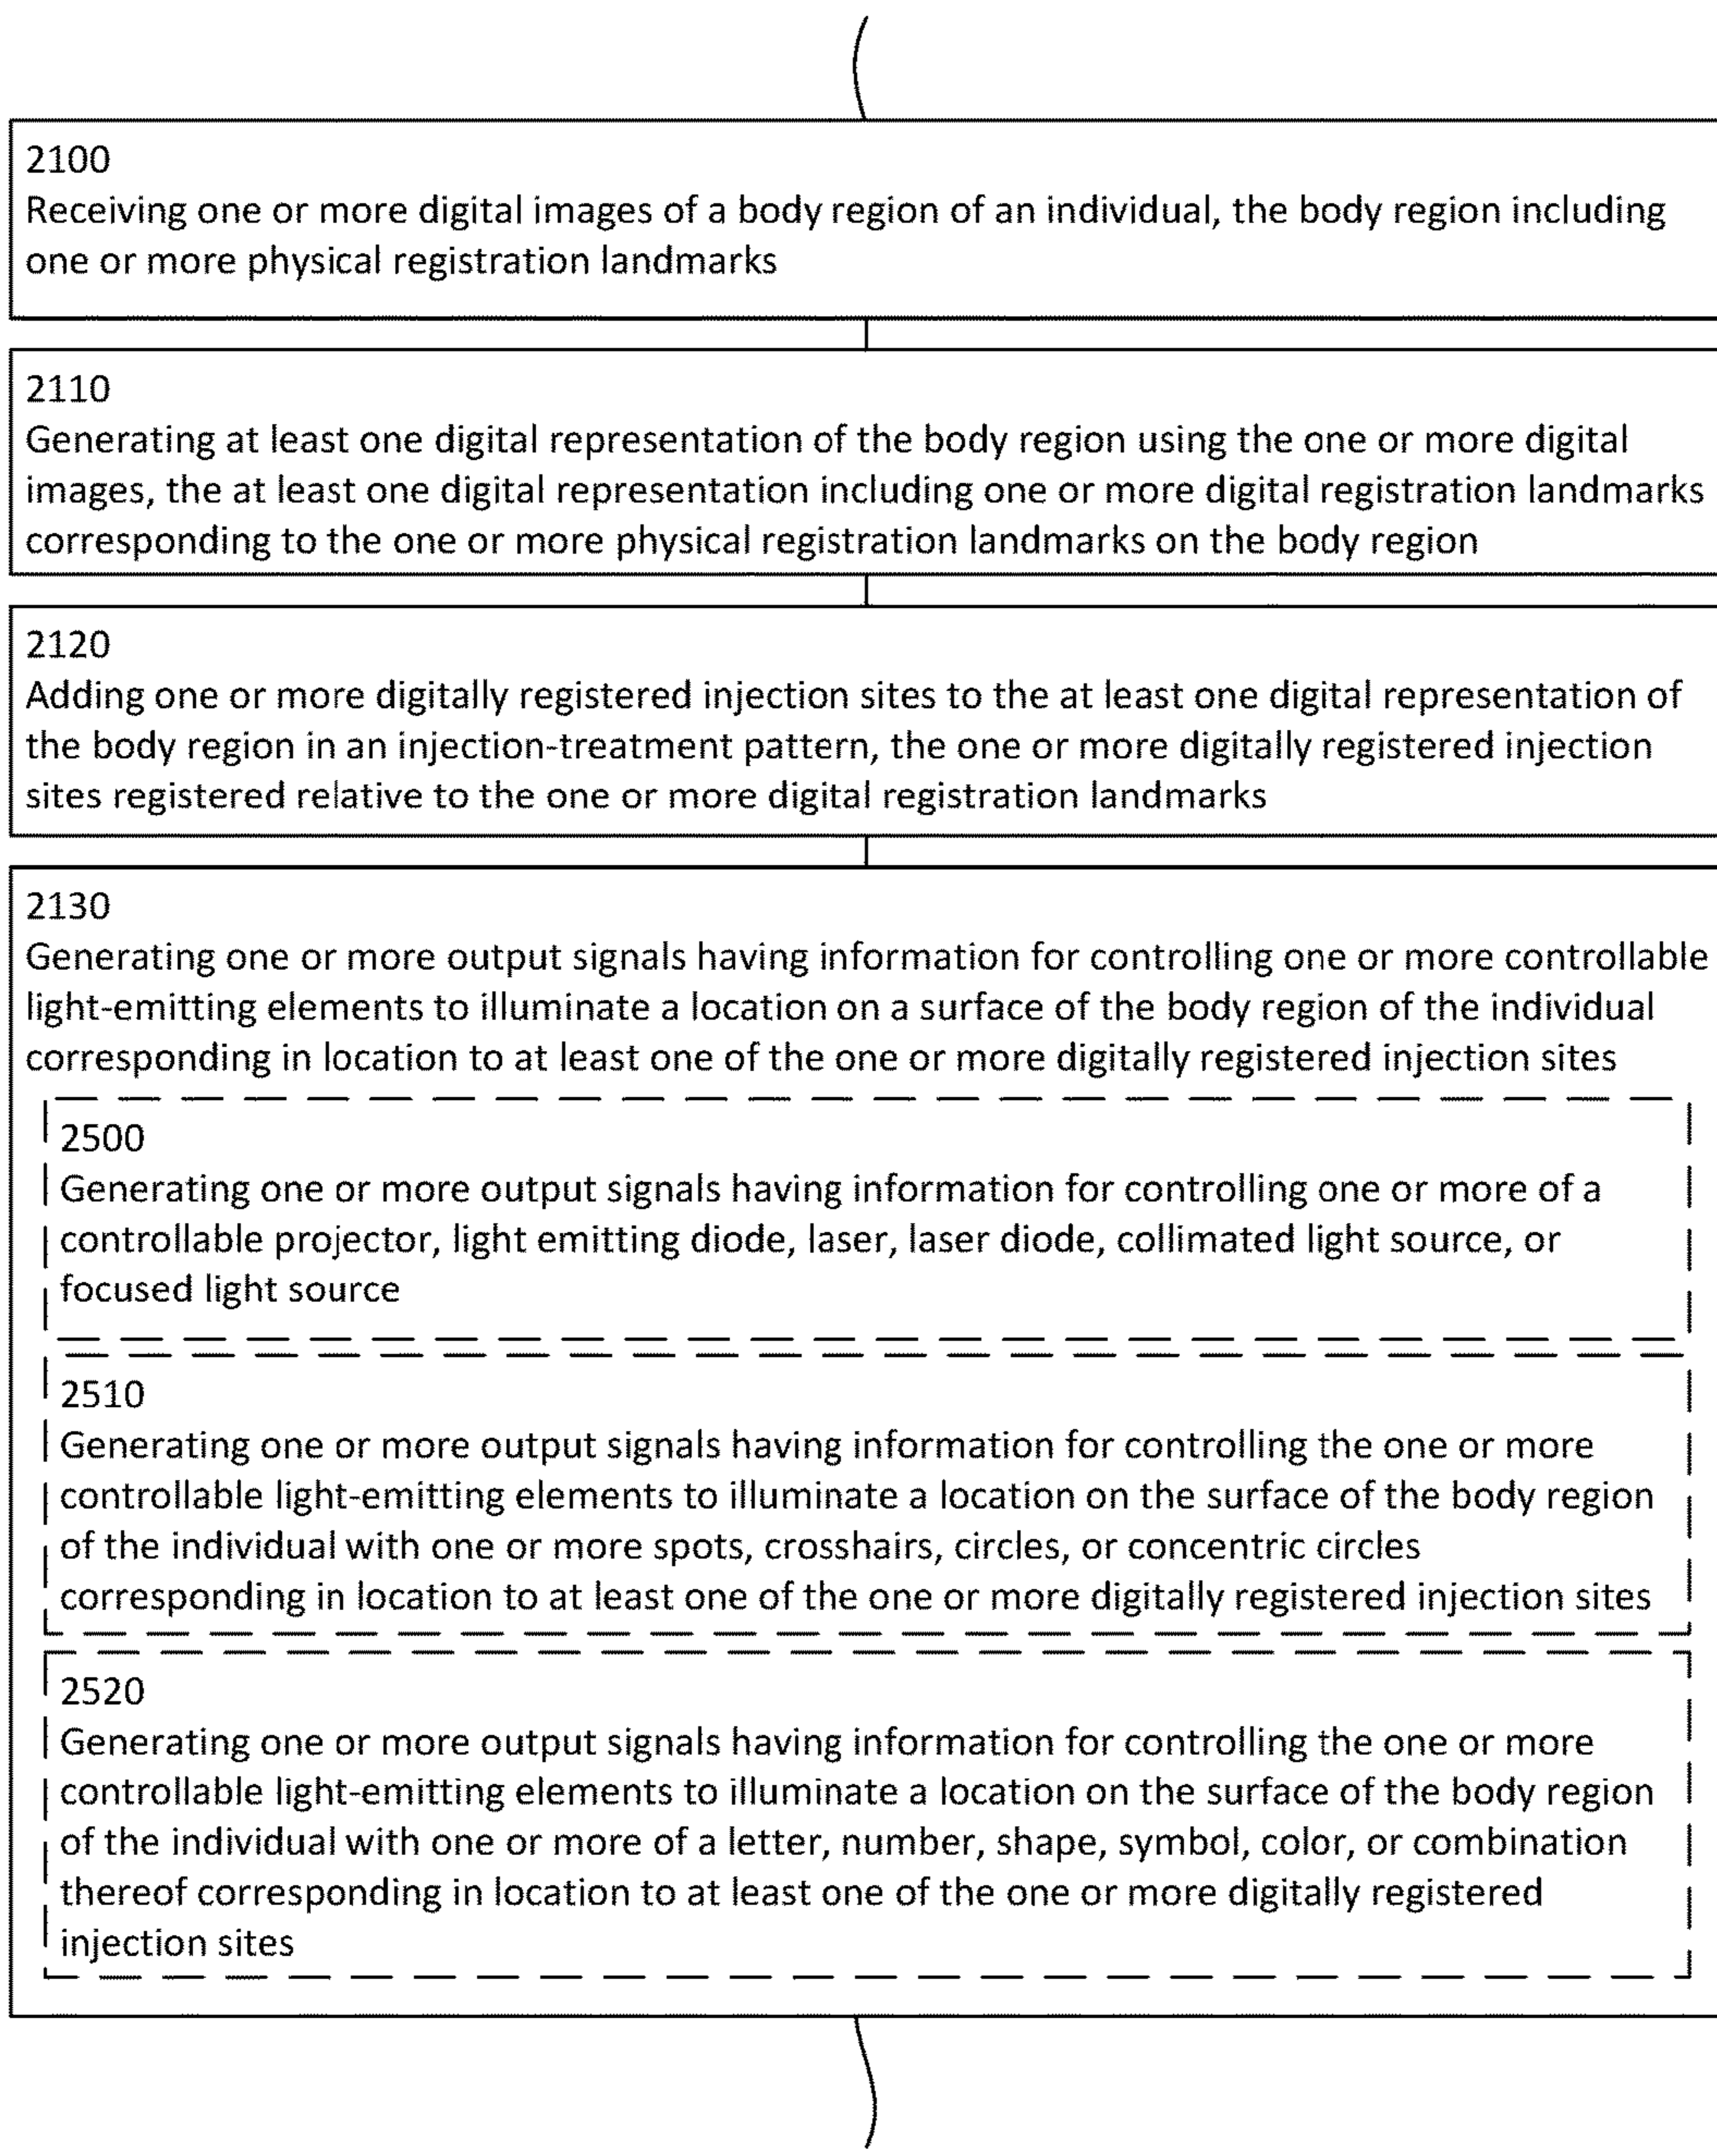 2100
Receiving one or more digital images of a body region of an individual, the body region including
one or more physical registration landmarks
2110
Generating at least one digital representation of the body region using the one or more digital
images, the at least one digital representation including one or more digital registration landmarks
corresponding to the one or more physical registration landmarks on the body region
2120
Adding one or more digitally registered injection sites to the at least one digital representation of
the body region in an injection-treatment pattern, the one or more digitally registered injection
sites registered relative to the one or more digital registration landmarks
2130
Generating one or more output signals having information for controlling one or more controllable
light-emitting elements to illuminate a location on a surface of the body region of the individual
corresponding in location to at least one of the one or more digitally registered injection sites
2500
Generating one or more output signals having information for controlling one or more of a
controllable projector, light emitting diode, laser, laser diode, collimated light source, or
focused light source
2510
Generating one or more output signals having information for controlling the one or more
controllable light-emitting elements to illuminate a location on the surface of the body region
of the individual with one or more spots, crosshairs, circles, or concentric circles
corresponding in location to at least one of the one or more digitally registered injection sites
2520
Generating one or more output signals having information for controlling the one or more
controllable light-emitting elements to illuminate a location on the surface of the body region
of the individual with one or more of a letter, number, shape, symbol, color, or combination
thereof corresponding in location to at least one of the one or more digitally registered
injection sites